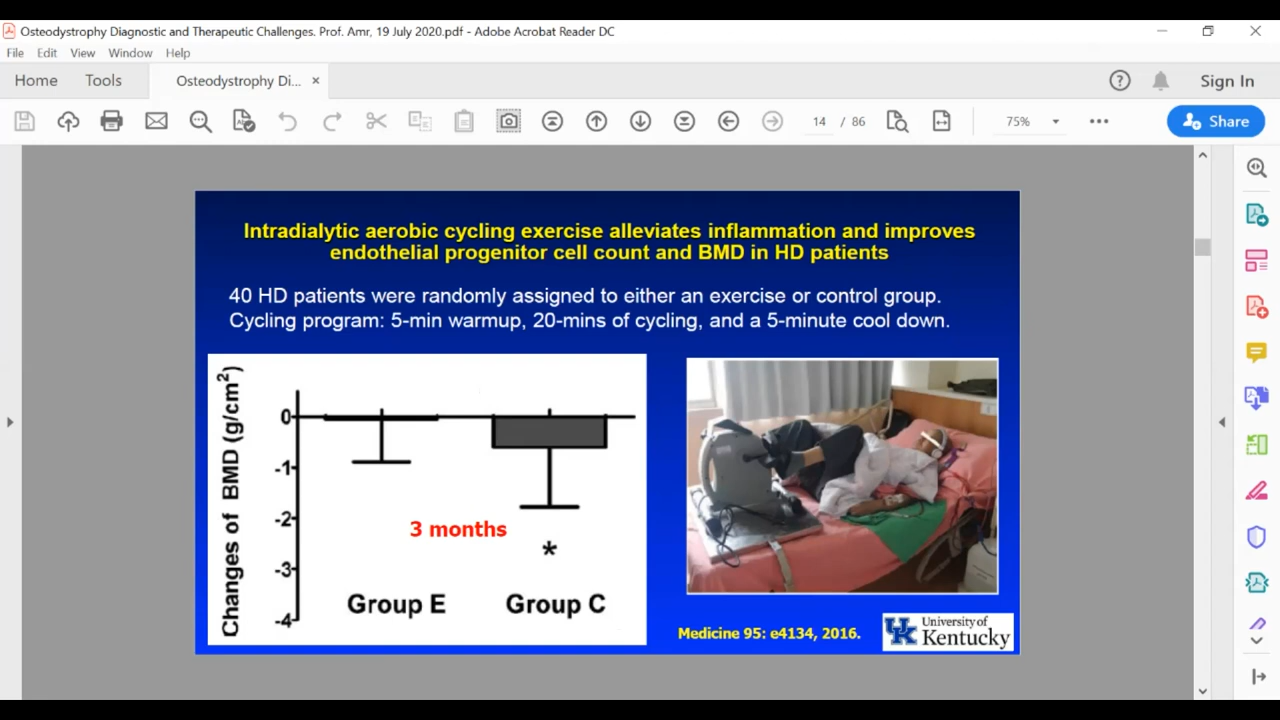 Osteodystrophy Diagnostic and Therapeutic Challenges. Prof. Amr, 19 July 2020.pdf - Adobe Acrobat Reader DC
File Edit View Window Help
Home Tools Osteodystrophy Di... × Sign In
14 / 86 75% Share
Intradialytic aerobic cycling exercise alleviates inflammation and improves
endothelial progenitor cell count and BMD in HD patients
40 HD patients were randomly assigned to either an exercise or control group.
Cycling program: 5-min warmup, 20-mins of cycling, and a 5-minute cool down.
Changes of BMD (g/cm²)
0
-1
-2
-3
-4
3 months
*
Group E Group C
Medicine 95: e4134, 2016.
UK University of
Kentucky